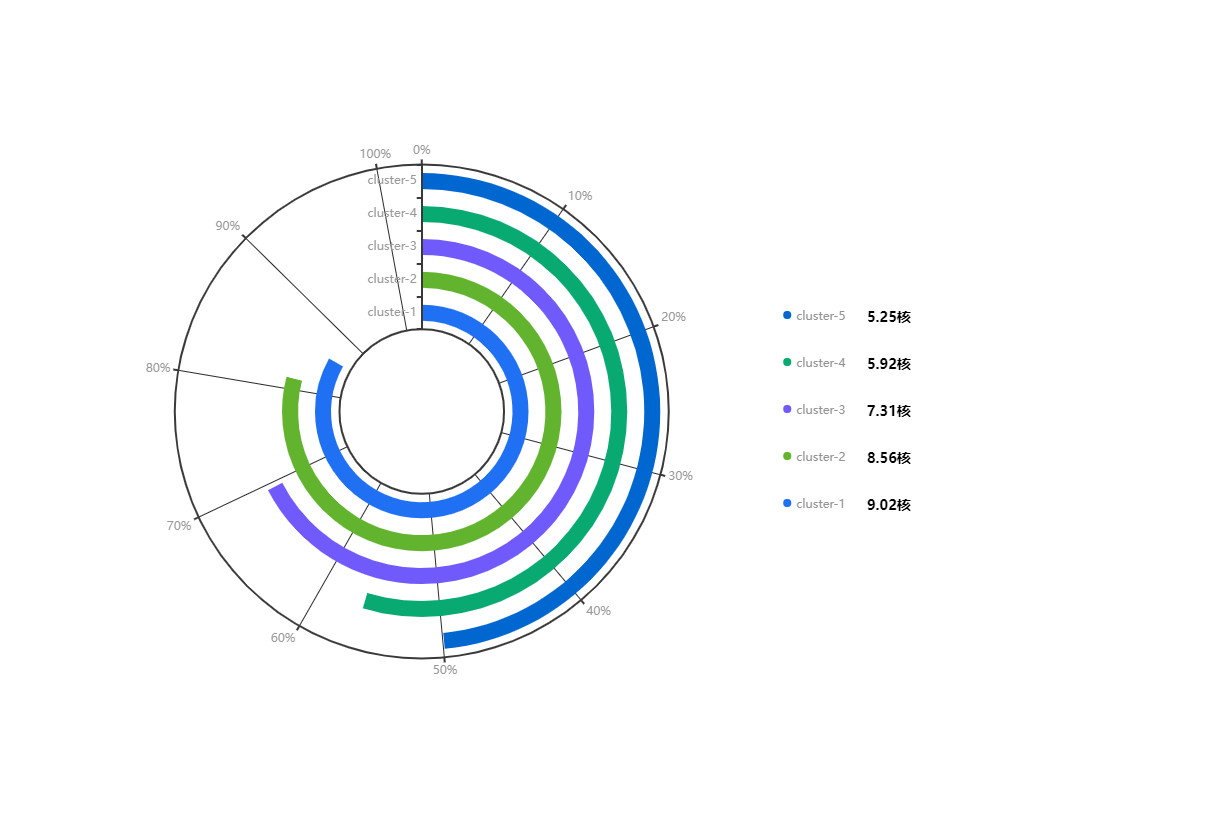 100%
0%
10%
20%
30%
40%
50%
60%
70%
80%
90%
cluster-5
cluster-4
cluster-3
cluster-2
cluster-1
cluster-5 5.25核
cluster-4 5.92核
cluster-3 7.31核
cluster-2 8.56核
cluster-1 9.02核